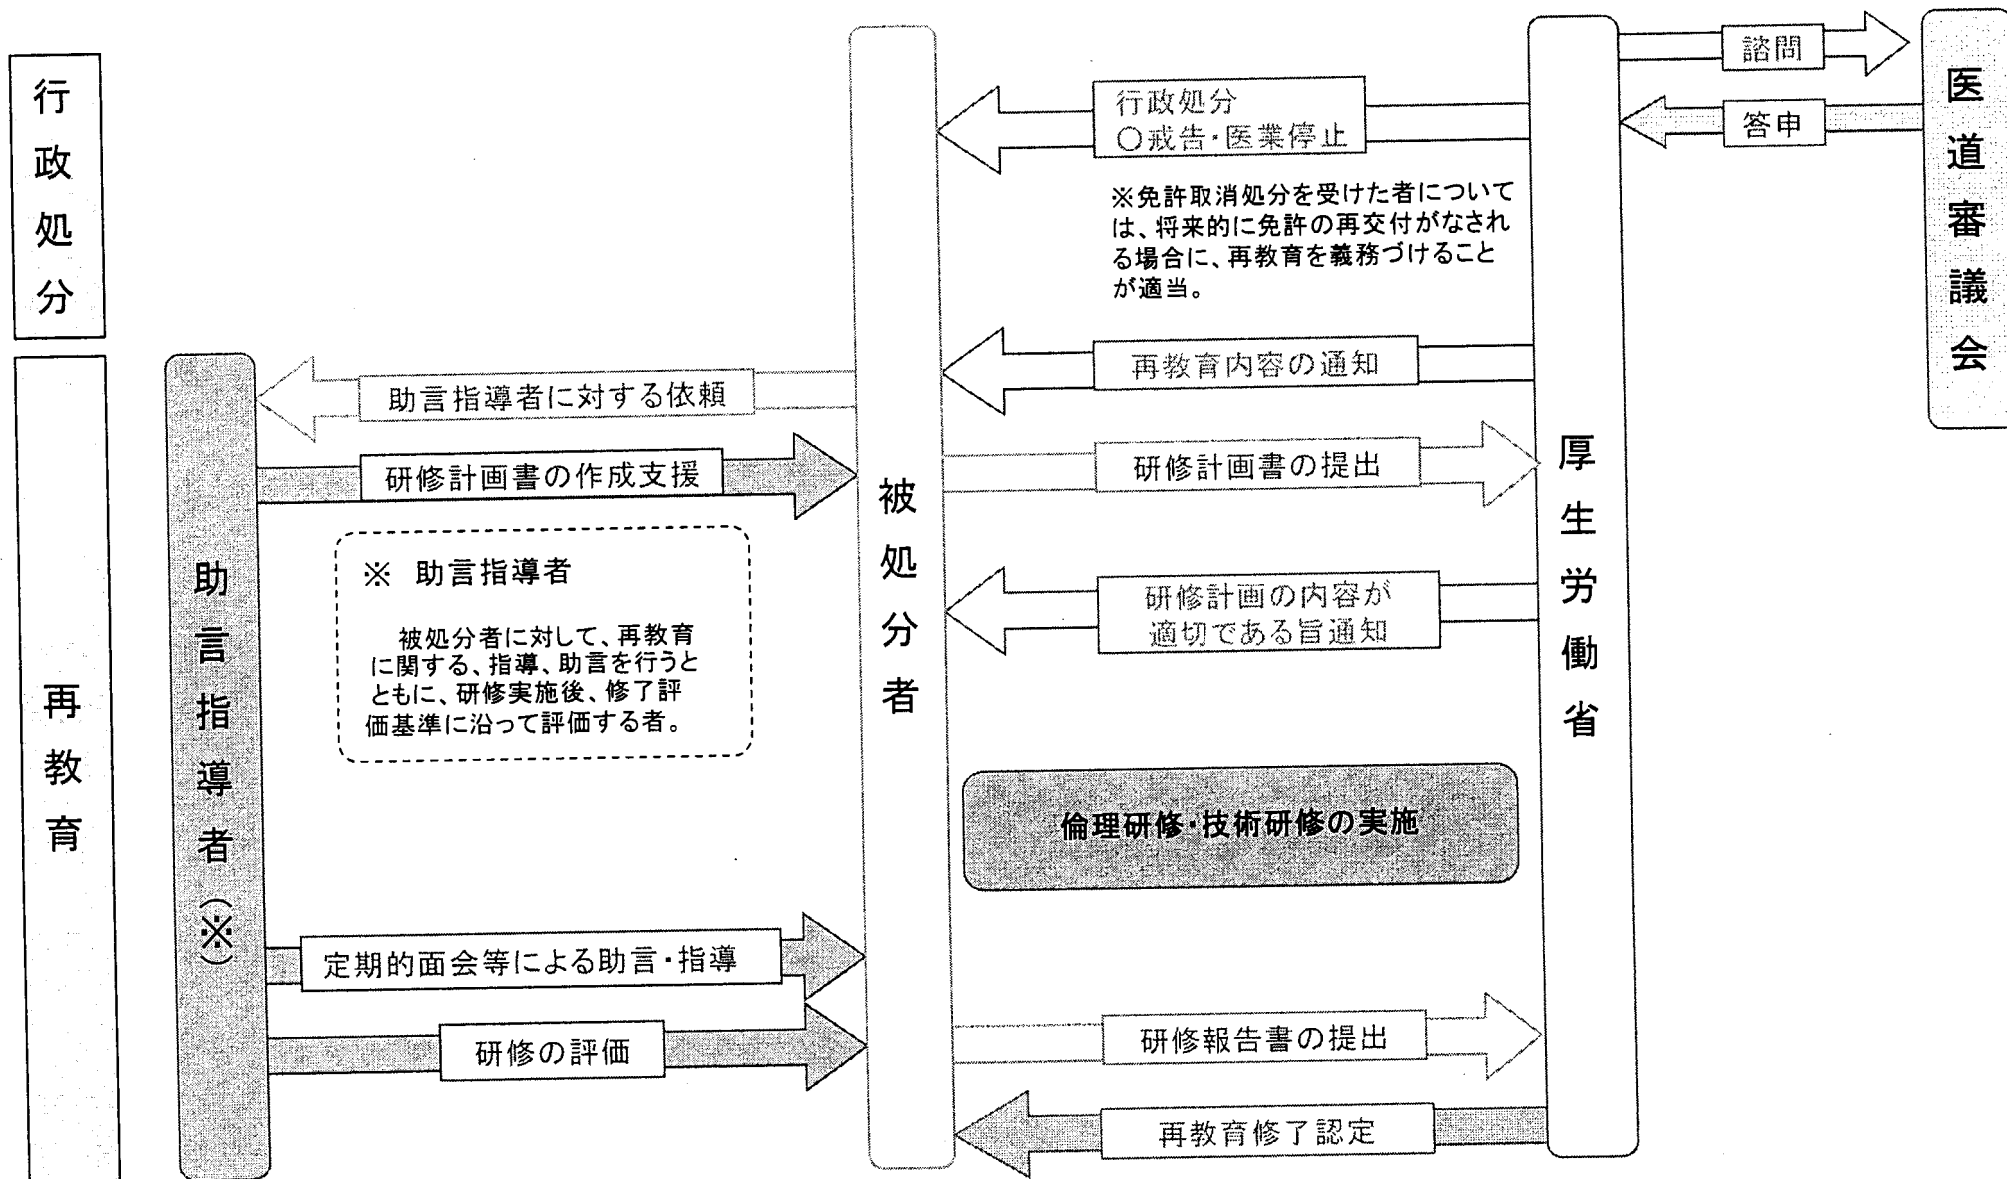 行政処分
諮問
答申
医道審議会
行政処分
〇戒告・医業停止
※免許取消処分を受けた者について
は、将来的に免許の再交付がなされ
る場合に、再教育を義務づけること
が適当。
再教育
助言指導者(※)
被処分者
厚生労働省
再教育内容の通知
助言指導者に対する依頼
研修計画書の作成支援
研修計画書の提出
※ 助言指導者
被処分者に対して、再教育
に関する、指導、助言を行うと
ともに、研修実施後、修了評
価基準に沿って評価する者。
研修計画の内容が
適切である旨通知
倫理研修・技術研修の実施
定期的面会等による助言・指導
研修の評価
研修報告書の提出
再教育修了認定